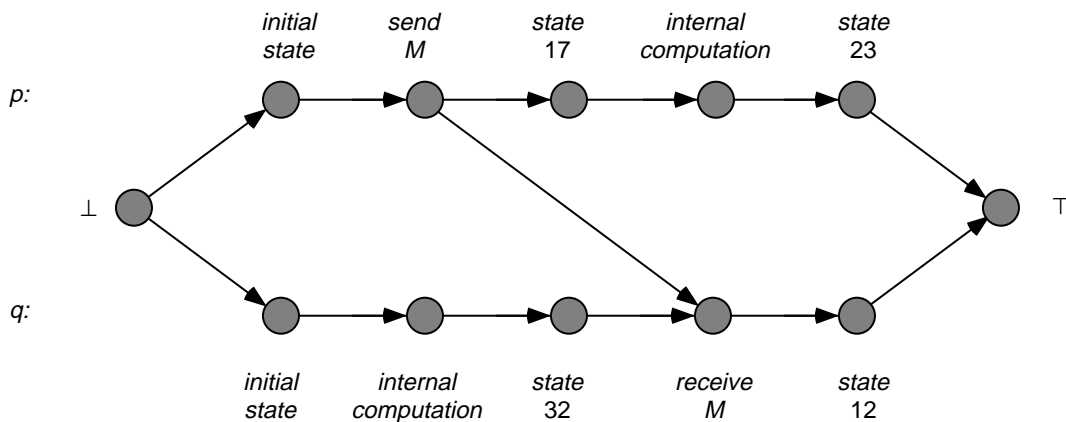 initial send state internal state
state M 17 computation 23
p:
⊥ ⊤
q:
initial internal state receive state
state computation 32 M 12